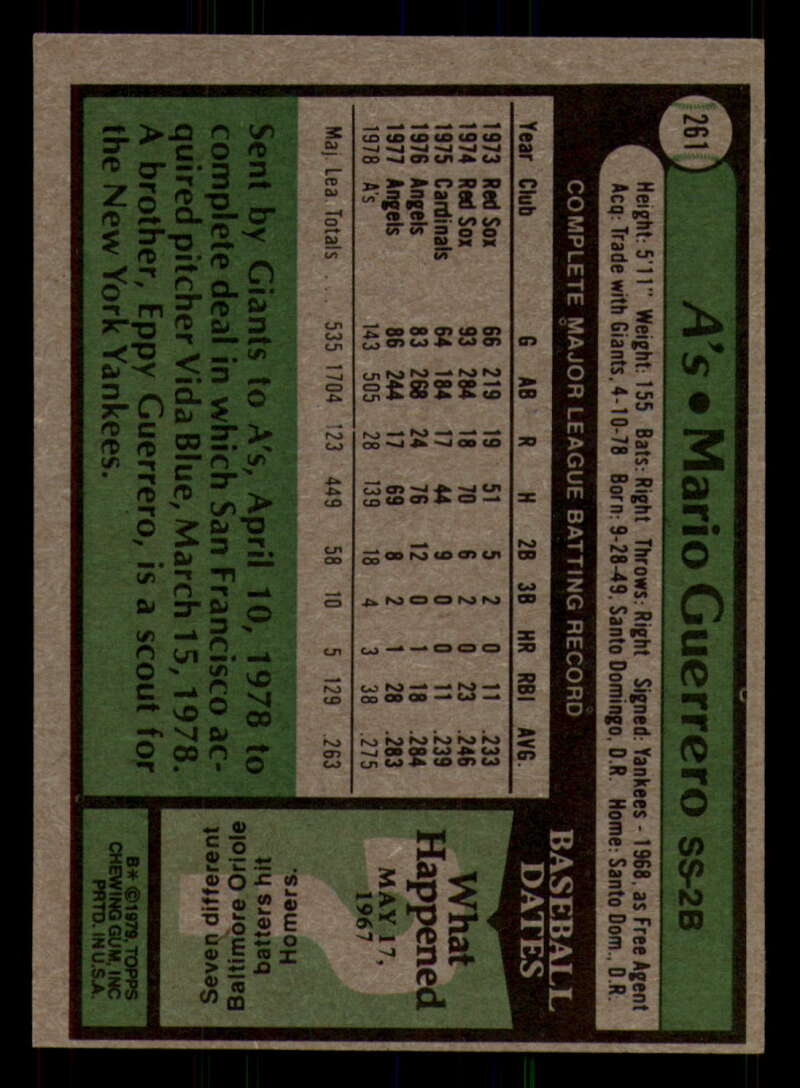 261
A's • Mario Guerrero SS-2B
Height: 5'11" Weight: 155 Bats: Right Throws: Right Signed: Yankees - 1968, as Free Agent
Acq: Trade with Giants, 4-10-78 Born: 9-28-49, Santo Domingo, D.R. Home: Santo Dom., D.R.
COMPLETE MAJOR LEAGUE BATTING RECORD
Year Club G AB R H 2B 3B HR RBI AVG.
1973 Red Sox 66 219 19 51 5 2 0 11 .233
1974 Red Sox 93 284 18 70 6 2 0 23 .246
1975 Cardinals 64 184 17 44 9 0 0 11 .239
1976 Angels 83 268 24 76 12 0 1 18 .284
1977 Angels 86 244 17 69 8 2 1 28 .283
1978 A's 143 505 28 139 18 4 3 38 .275
Maj. Lea Totals . . . 535 1704 123 449 58 10 5 129 .263
Sent by Giants to A's, April 10, 1978 to
complete deal in which San Francisco ac-
quired pitcher Vida Blue, March 15, 1978.
A brother, Eppy Guerrero, is a scout for
the New York Yankees.
BASEBALL
DATES
What
Happened
MAY 17,
1967
Seven different
Baltimore Oriole
batters hit
Homers.
B* © 1979, TOPPS
CHEWING GUM, INC
PRTD. IN U.S.A.